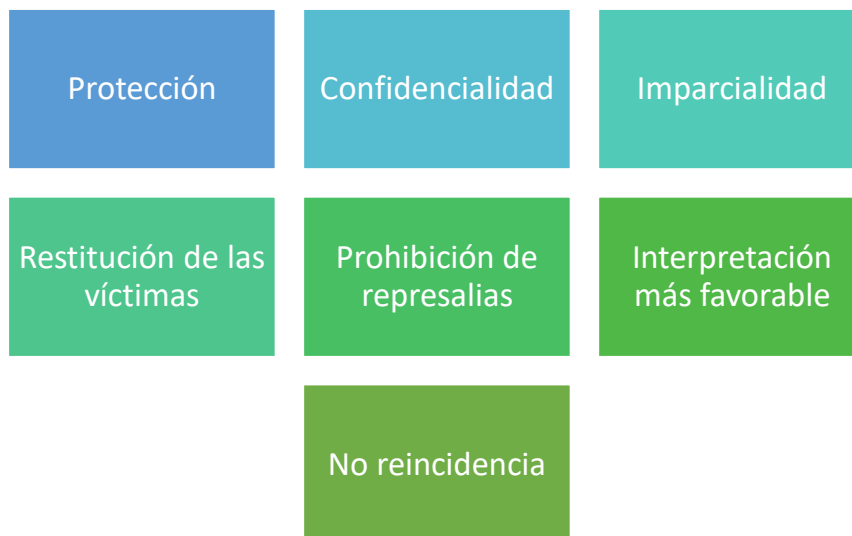 Protección
Confidencialidad
Imparcialidad
Restitución de las
víctimas
Prohibición de
represalias
Interpretación
más favorable
No reincidencia